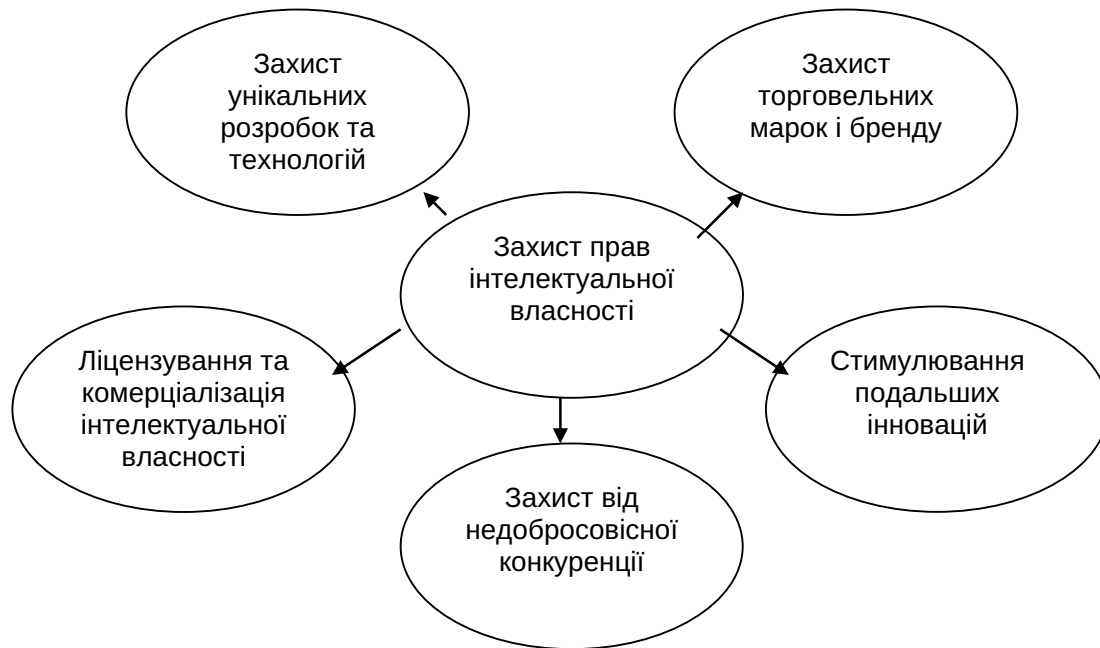 Захист
унікальних
розробок та
технологій
Захист
торговельних
марок і бренду
Захист прав
інтелектуальної
власності
Ліцензування та
комерціалізація
інтелектуальної
власності
Стимулювання
подальших
інновацій
Захист від
недобросовісної
конкуренції